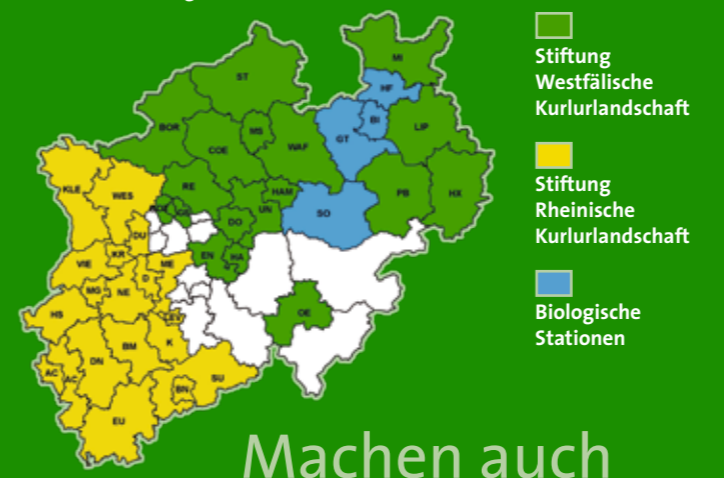 Stiftung
Westfälische
Kurlurlandschaft
Stiftung
Rheinische
Kurlurlandschaft
Biologische
Stationen
MI
ST
HF
BI
LIP
GT
BOR
MS
COE
WAF
KLE
WES
RE
HAM
PB
HX
UN
SO
DO
DU
EN
HA
KR
VIE
ME
D
MG
NE
OE
HS
LEV
BM
K
DN
AC
AC
SU
BN
EU
Machen auch